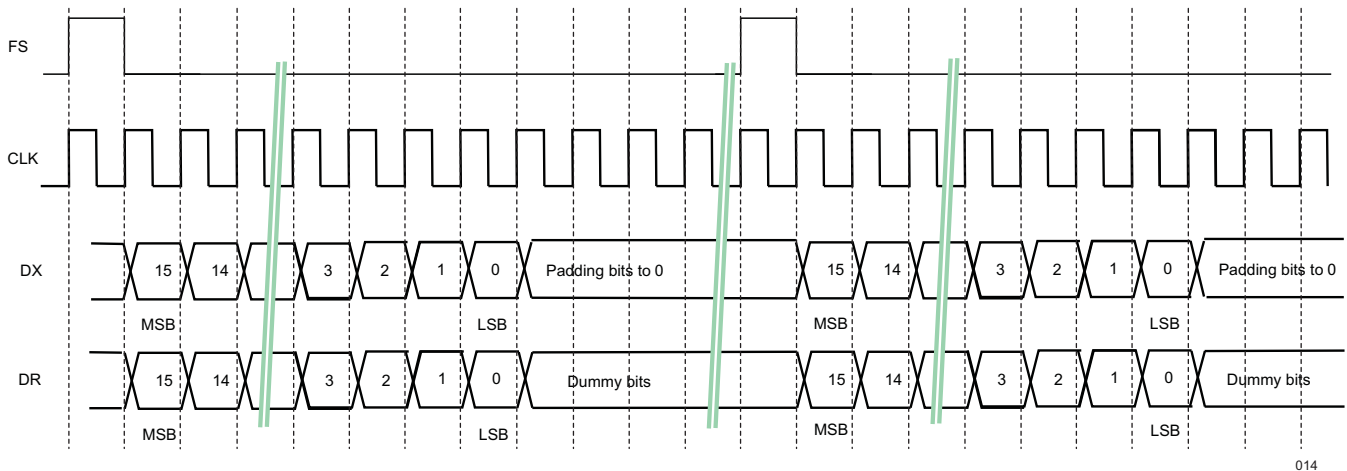 FS
CLK
DX 15 14 3 2 1 0 Padding bits to 0 15 14 3 2 1 0 Padding bits to 0
MSB LSB MSB LSB
DR 15 14 3 2 1 0 Dummy bits 15 14 3 2 1 0 Dummy bits
MSB LSB MSB LSB
014